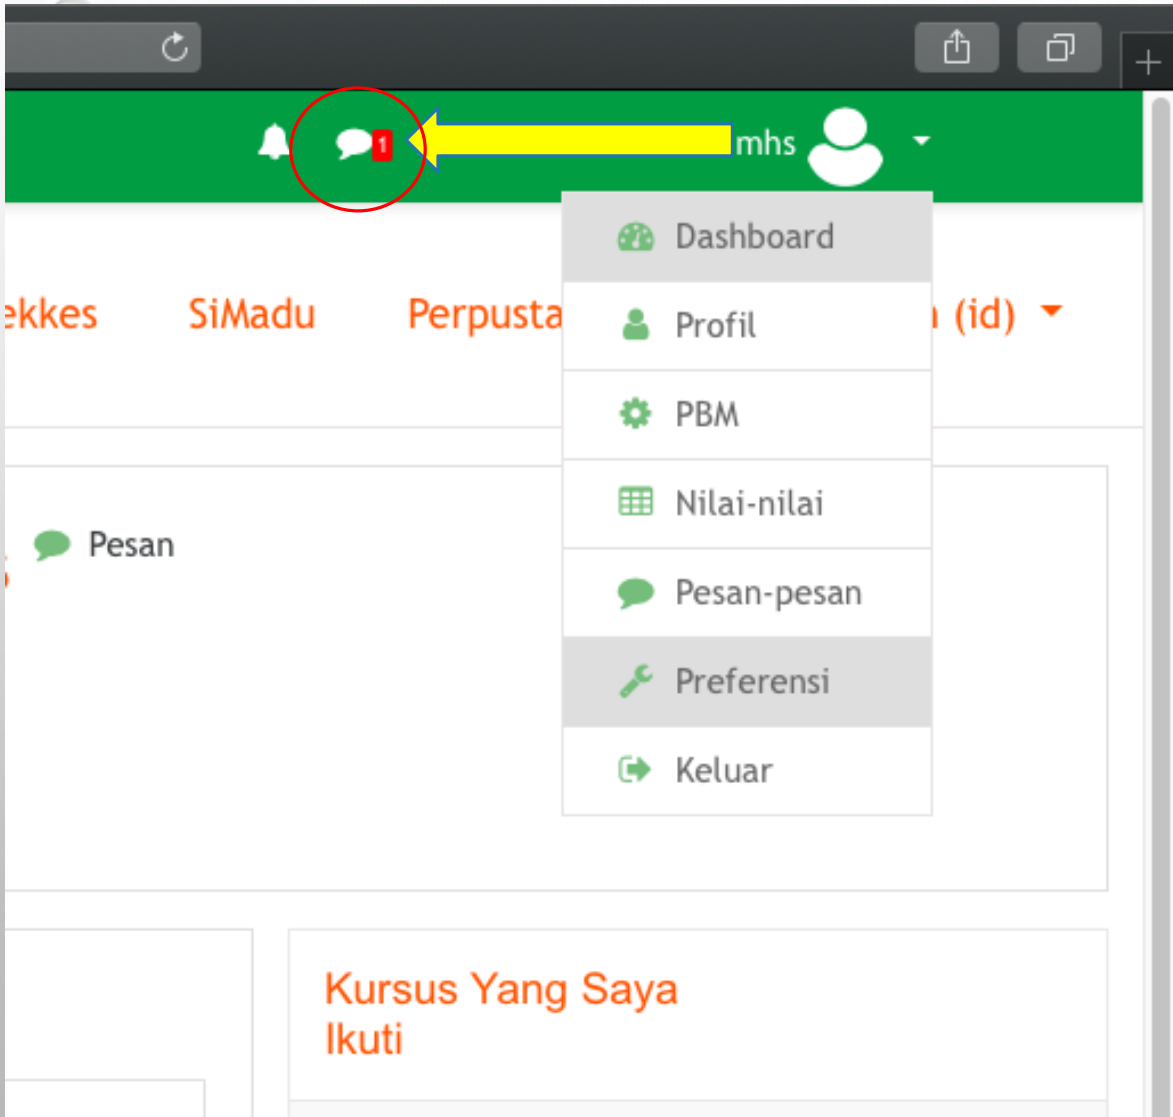 1
mhs
Dashboard
ekkes SiMadu Perpusta (id)
Profil
PBM
Nilai-nilai
Pesan
Pesan-pesan
Preferensi
Keluar
Kursus Yang Saya
Ikuti